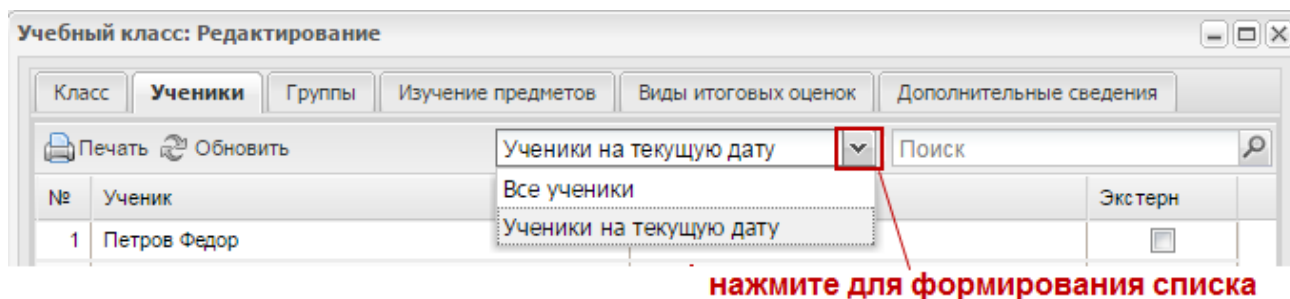 Учебный класс: Редактирование
Класс Ученики Группы Изучение предметов Виды итоговых оценок Дополнительные сведения
Печать Обновить Ученики на текущую дату Поиск
Все ученики
№ Ученик Экстерн
Ученики на текущую дату
1 Петров Федор
нажмите для формирования списка